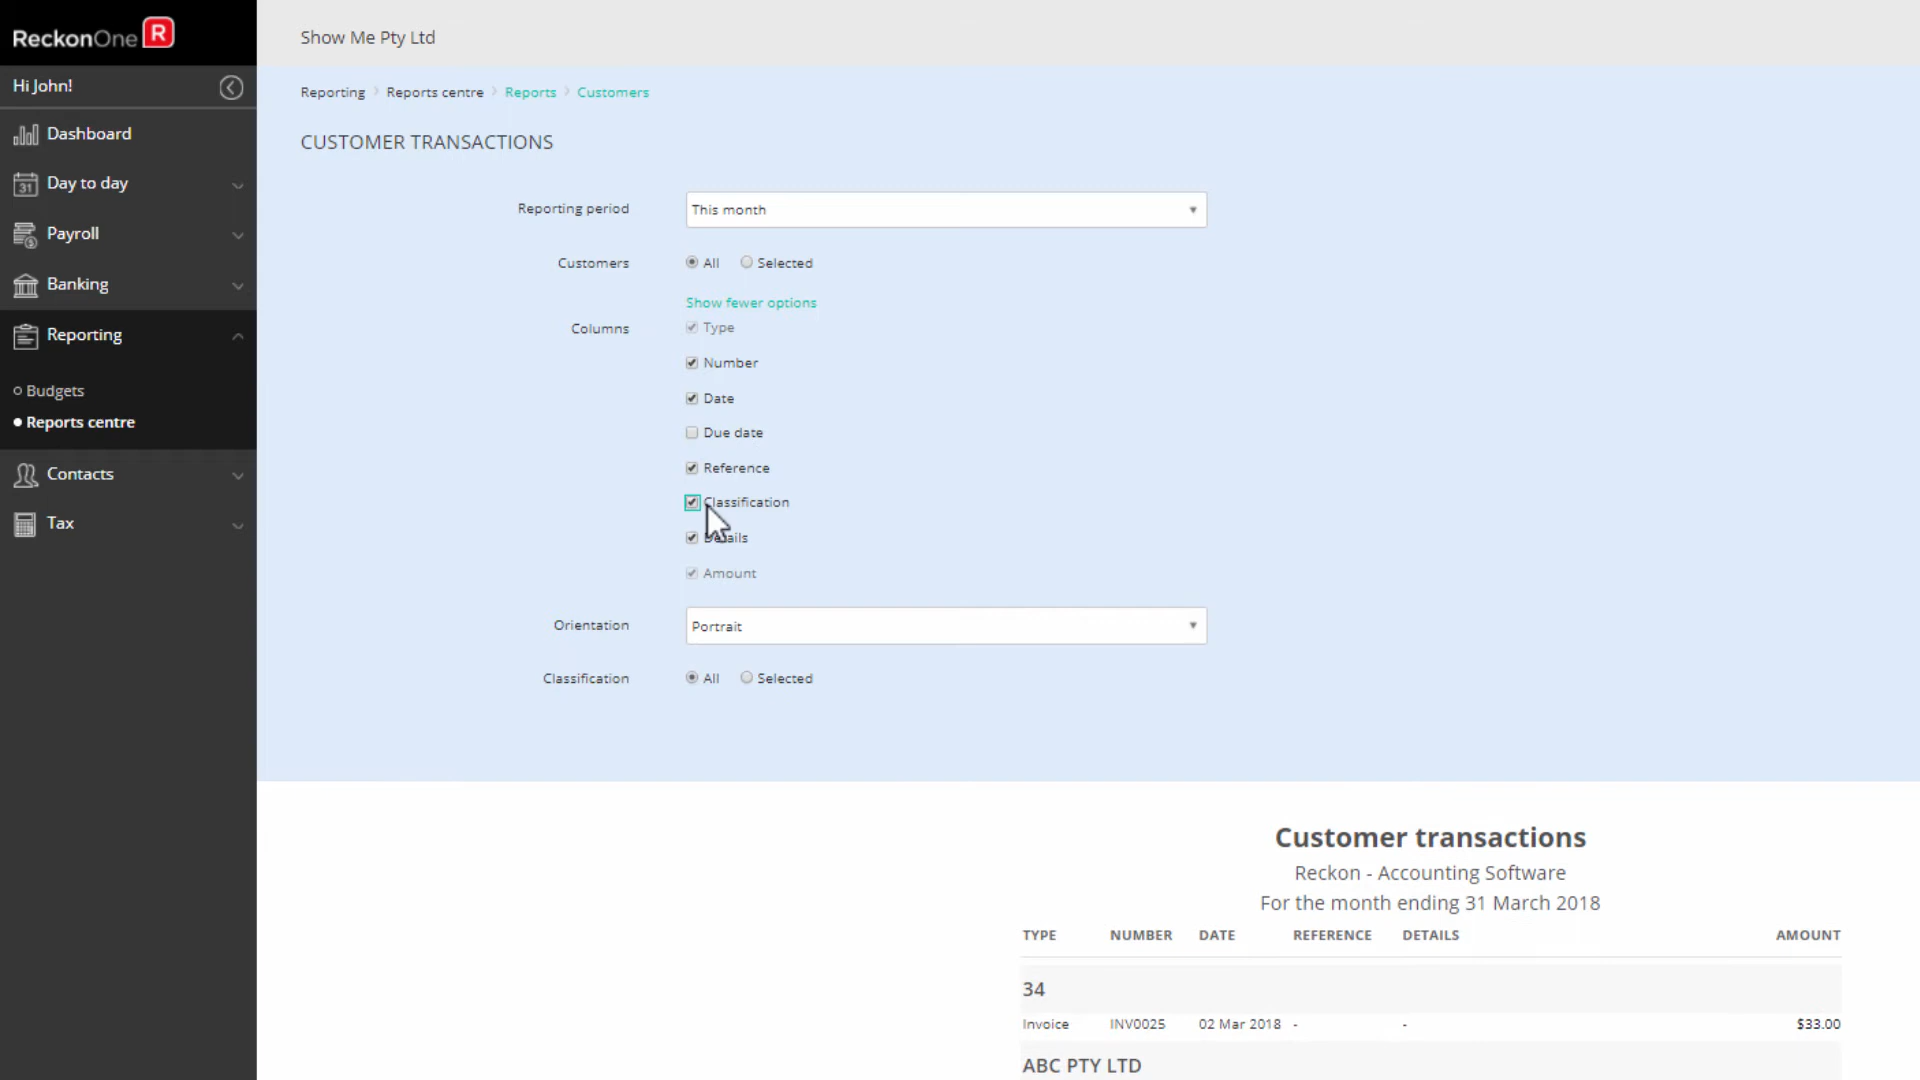 ReckonOne R
Show Me Pty Ltd
Hi John!
Dashboard
31 Day to day
Payroll
Banking
Reporting
Budgets
Reports centre
Contacts
Tax
Reporting Reports centre Reports Customers
CUSTOMER TRANSACTIONS
Reporting period This month
Customers All Selected
Show fewer options
Columns Type
Number
Date
Due date
Reference
Classification
Details
Amount
Orientation Portrait
Classification All Selected
Customer transactions
Reckon - Accounting Software
For the month ending 31 March 2018
TYPE NUMBER DATE REFERENCE DETAILS AMOUNT
34
Invoice INV0025 02 Mar 2018 - - $33.00
ABC PTY LTD